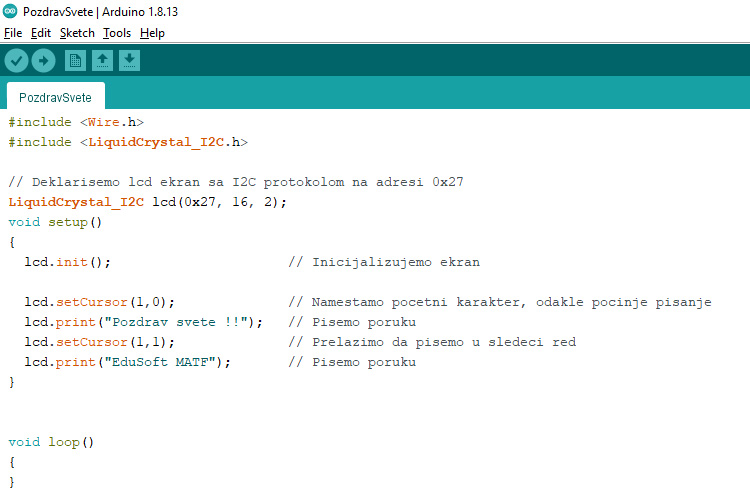 PozdravSvete | Arduino 1.8.13
File Edit Sketch Tools Help
PozdravSvete
#include <Wire.h>
#include <LiquidCrystal_I2C.h>
// Deklarisemo lcd ekran sa I2C protokolom na adresi 0x27
LiquidCrystal_I2C lcd(0x27, 16, 2);
void setup()
{
lcd.init(); // Inicijalizujemo ekran
lcd.setCursor(1,0); // Namestamo pocetni karakter, odakle pocinje pisanje
lcd.print("Pozdrav svete !!"); // Pisemo poruku
lcd.setCursor(1,1); // Prelazimo da pisemo u sledeci red
lcd.print("EduSoft MATF"); // Pisemo poruku
}
void loop()
{
}